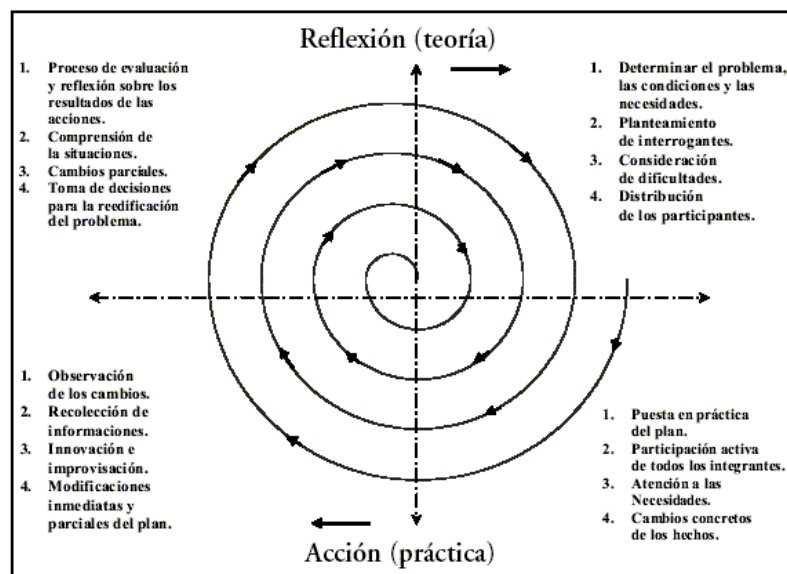 Reflexión (teoría)
1. Proceso de evaluación
y reflexión sobre los
resultados de las
acciones.
2. Comprensión de
la situaciones.
3. Cambios parciales.
4. Toma de decisiones
para la reedificación
del problema.
1. Determinar el problema,
las condiciones y las
necesidades.
2. Planteamiento
de interrogantes.
3. Consideración
de dificultades.
4. Distribución
de los participantes.
1. Observación
de los cambios.
2. Recolección de
informaciones.
3. Innovación e
improvisación.
4. Modificaciones
inmediatas y
parciales del plan.
1. Puesta en práctica
del plan.
2. Participación activa
de todos los integrantes.
3. Atención a las
Necesidades.
4. Cambios concretos
de los hechos.
Acción (práctica)